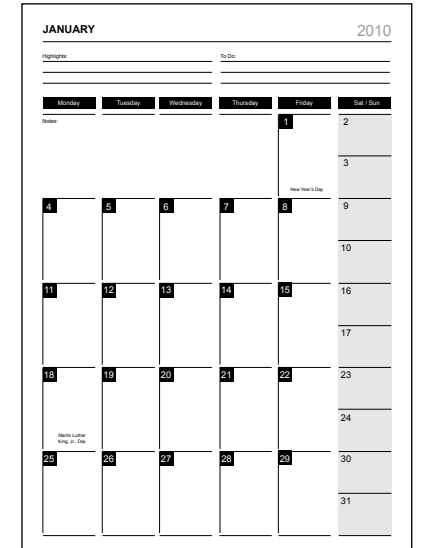 JANUARY 2010
Highlights: To Do:
Monday Tuesday Wednesday Thursday Friday Sat / Sun
Notes: 1 2
3
New Year's Day
4 5 6 7 8 9
10
11 12 13 14 15 16
17
18 19 20 21 22 23
24
Martin Luther
King, Jr., Day
25 26 27 28 29 30
31